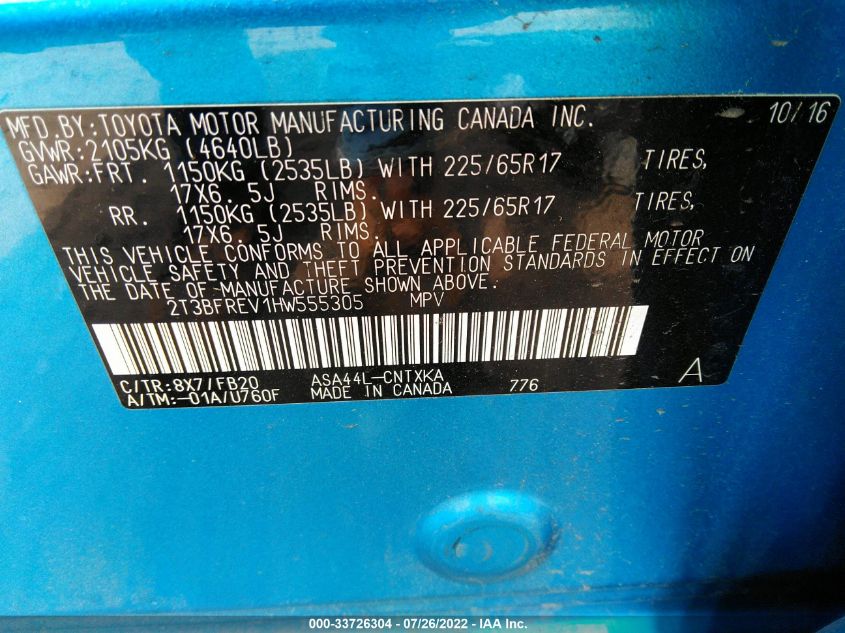 MFD.BY:TOYOTA MOTOR MANUFACTURING CANADA INC. 10/16
GVWR:2105KG (4640LB)
GAWR:FRT. 1150KG (2535LB) WITH 225/65R17 TIRES,
17X6. 5J RIMS.
RR. 1150KG (2535LB) WITH 225/65R17 TIRES,
17X6. 5J RIMS.
THIS VEHICLE CONFORMS TO ALL APPLICABLE FEDERAL MOTOR
VEHICLE SAFETY AND THEFT PREVENTION STANDARDS IN EFFECT ON
THE DATE OF MANUFACTURE SHOWN ABOVE.
2T3BFREV1HW555305 MPV
C/TR:8X7/FB20 ASA44L-CNTXKA A
A/TM:-01A/U760F MADE IN CANADA 776
000-33726304 - 07/26/2022 - IAA Inc.